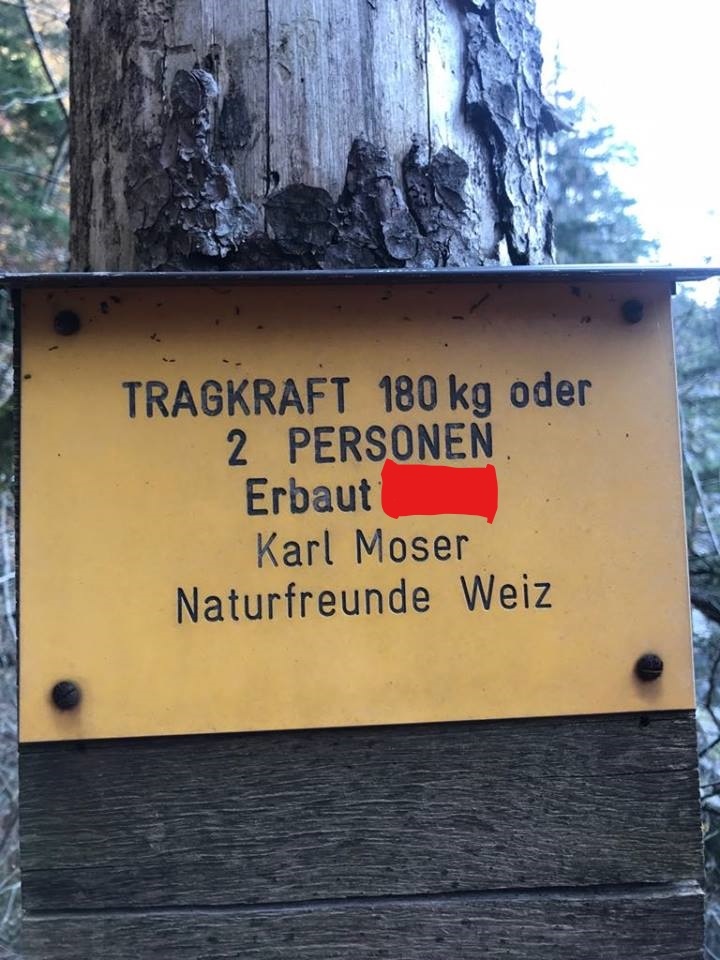 TRAGKRAFT 180 kg oder
2 PERSONEN
Erbaut
Karl Moser
Naturfreunde Weiz